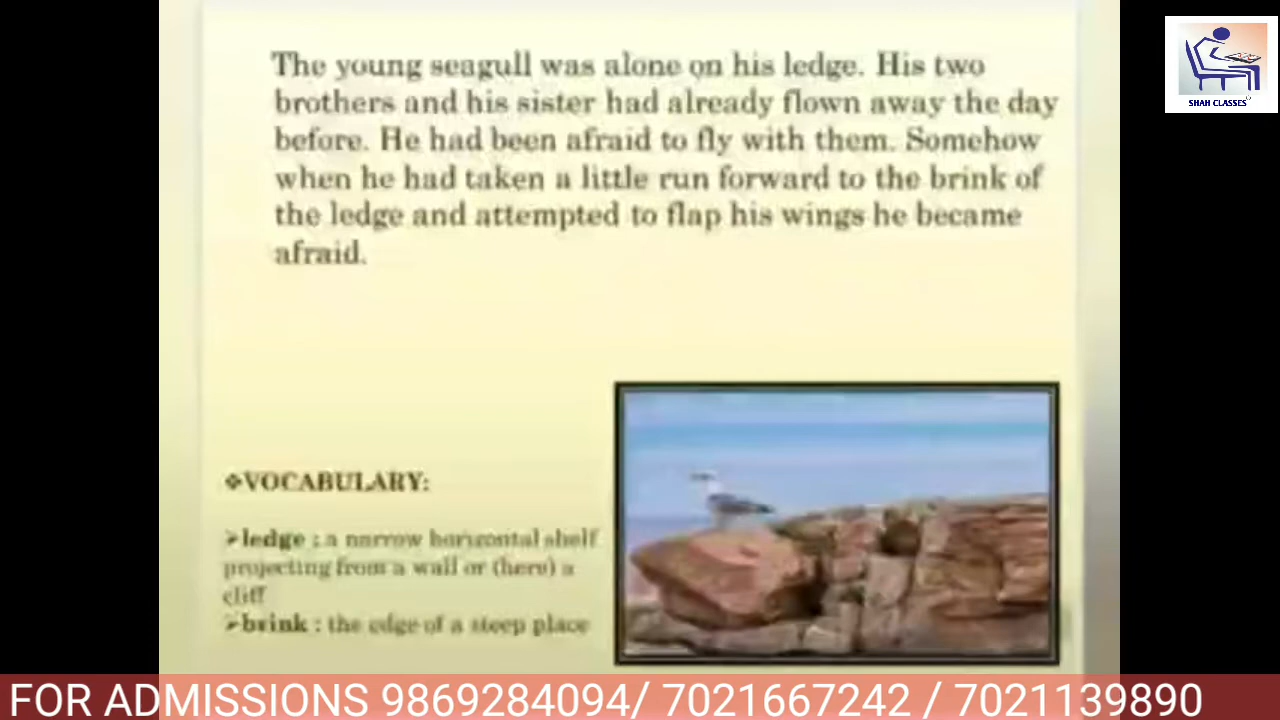 The young seagull was alone on his ledge. His two
brothers and his sister had already flown away the day
before. He had been afraid to fly with them. Somehow
when he had taken a little run forward to the brink of
the ledge and attempted to flap his wings he became
afraid.
❖VOCABULARY:
➢ledge : a narrow horizontal shelf
projecting from a wall or (here) a
cliff
➢brink : the edge of a steep place
SHAH CLASSES
FOR ADMISSIONS 9869284094/ 7021667242 / 7021139890